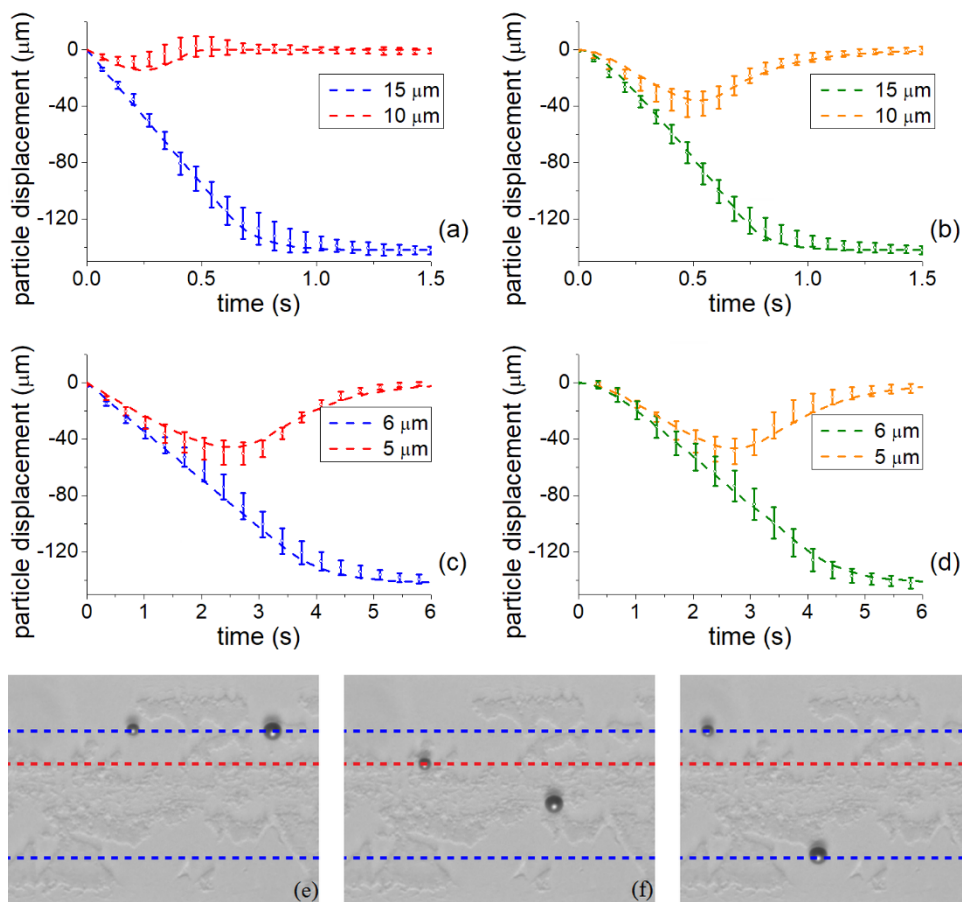 particle displacement (μm)
0
-40
-80
-120
0.0
0.5
1.0
1.5
time (s)
15 μm
10 μm
(a)
particle displacement (μm)
0
-40
-80
-120
0.0
0.5
1.0
1.5
time (s)
15 μm
10 μm
(b)
particle displacement (μm)
0
-40
-80
-120
0
1
2
3
4
5
6
time (s)
6 μm
5 μm
(c)
particle displacement (μm)
0
-40
-80
-120
0
1
2
3
4
5
6
time (s)
6 μm
5 μm
(d)
(e)
(f)